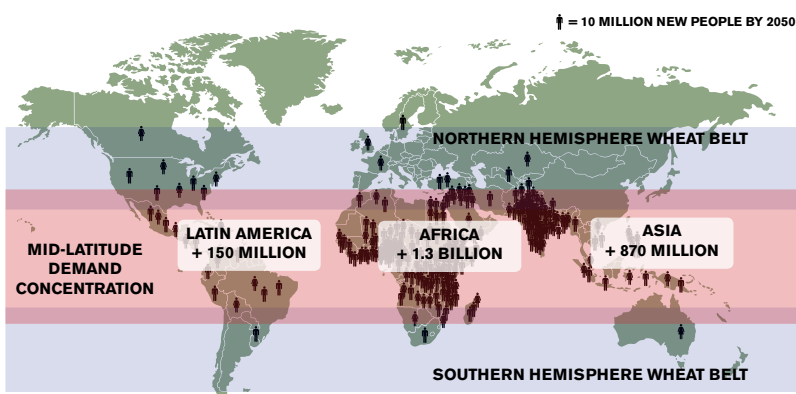 = 10 MILLION NEW PEOPLE BY 2050
NORTHERN HEMISPHERE WHEAT BELT
LATIN AMERICA
+ 150 MILLION
AFRICA
+ 1.3 BILLION
ASIA
+ 870 MILLION
MID-LATITUDE
DEMAND
CONCENTRATION
SOUTHERN HEMISPHERE WHEAT BELT